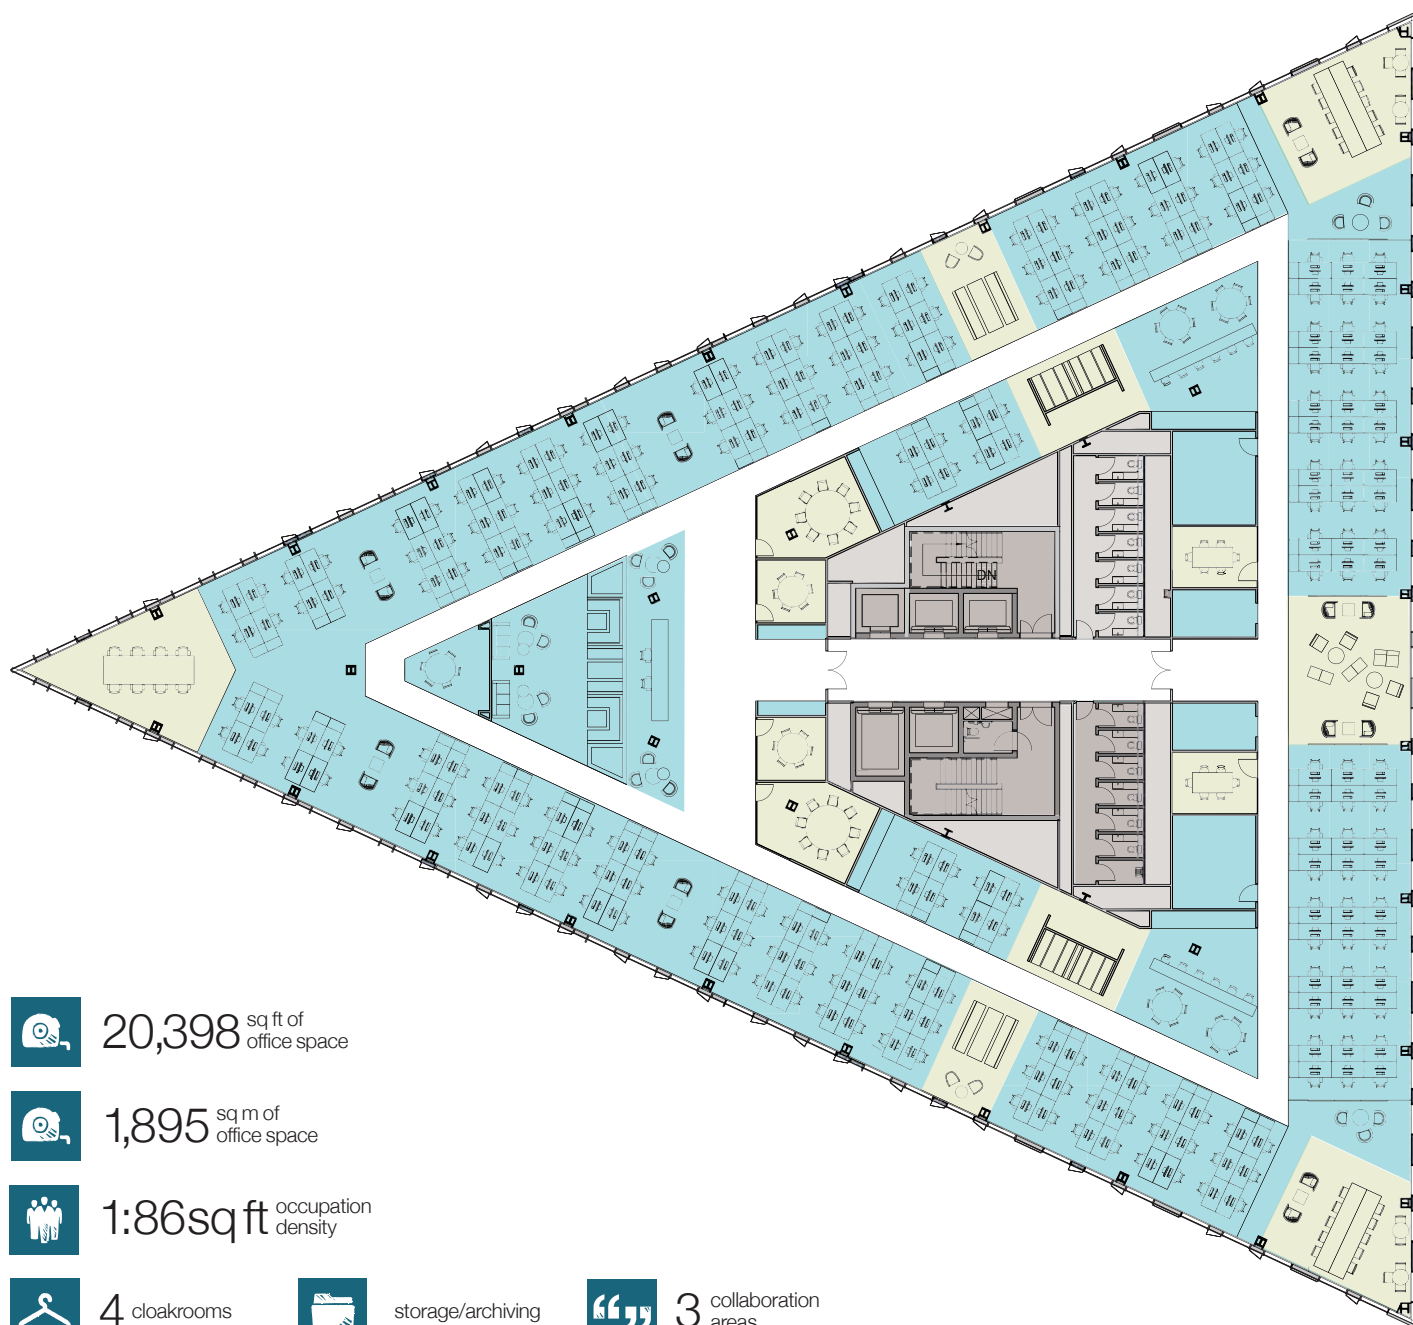 DN
20,398 sq ft of
office space
1,895 sq m of
office space
1:86sq ft occupation
density
4 cloakrooms
storage/archiving
3 collaboration
areas